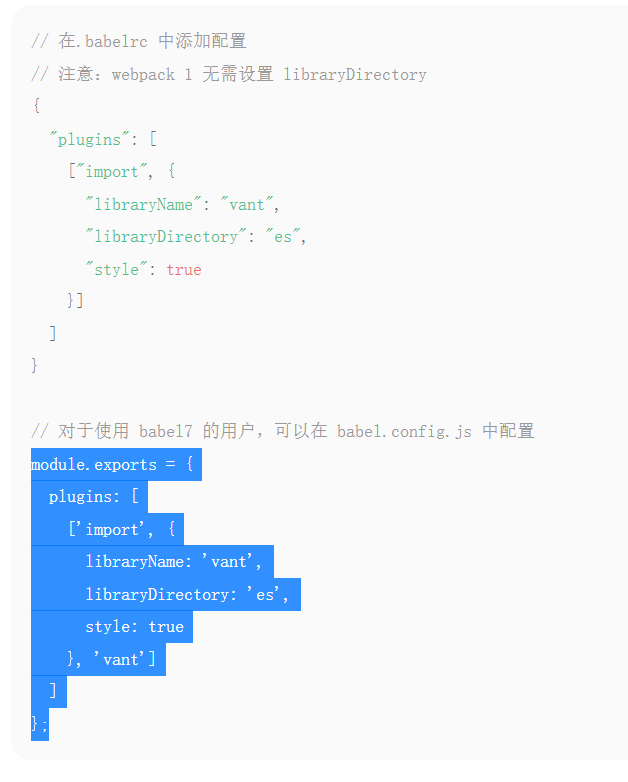 // 在.babelrc 中添加配置
// 注意：webpack 1 无需设置 libraryDirectory
{
  "plugins": [
    ["import", {
      "libraryName": "vant",
      "libraryDirectory": "es",
      "style": true
    }]
  ]
}

// 对于使用 babel7 的用户，可以在 babel.config.js 中配置
module.exports = {
  plugins: [
    ['import', {
      libraryName: 'vant',
      libraryDirectory: 'es',
      style: true
    }, 'vant']
  ]
};